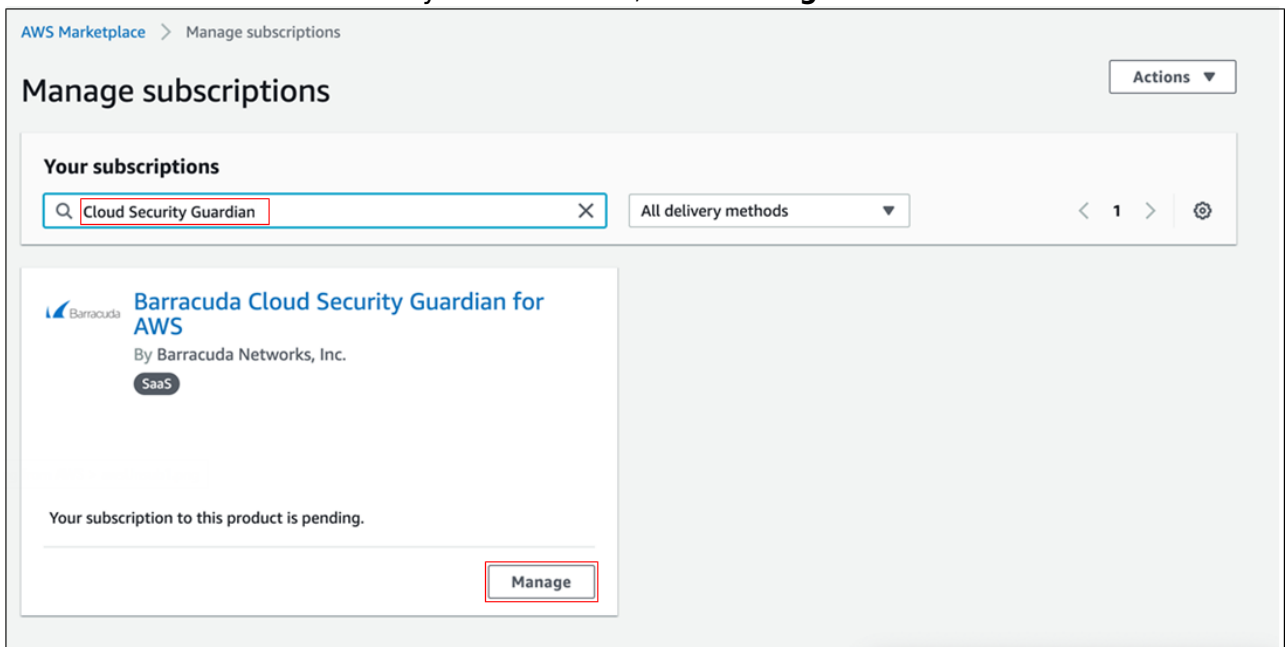 AWS Marketplace > Manage subscriptions
Manage subscriptions
Actions ▼
Your subscriptions
Cloud Security Guardian
All delivery methods ▼
< 1 >
Barracuda
Barracuda Cloud Security Guardian for
AWS
By Barracuda Networks, Inc.
SaaS
Your subscription to this product is pending.
Manage